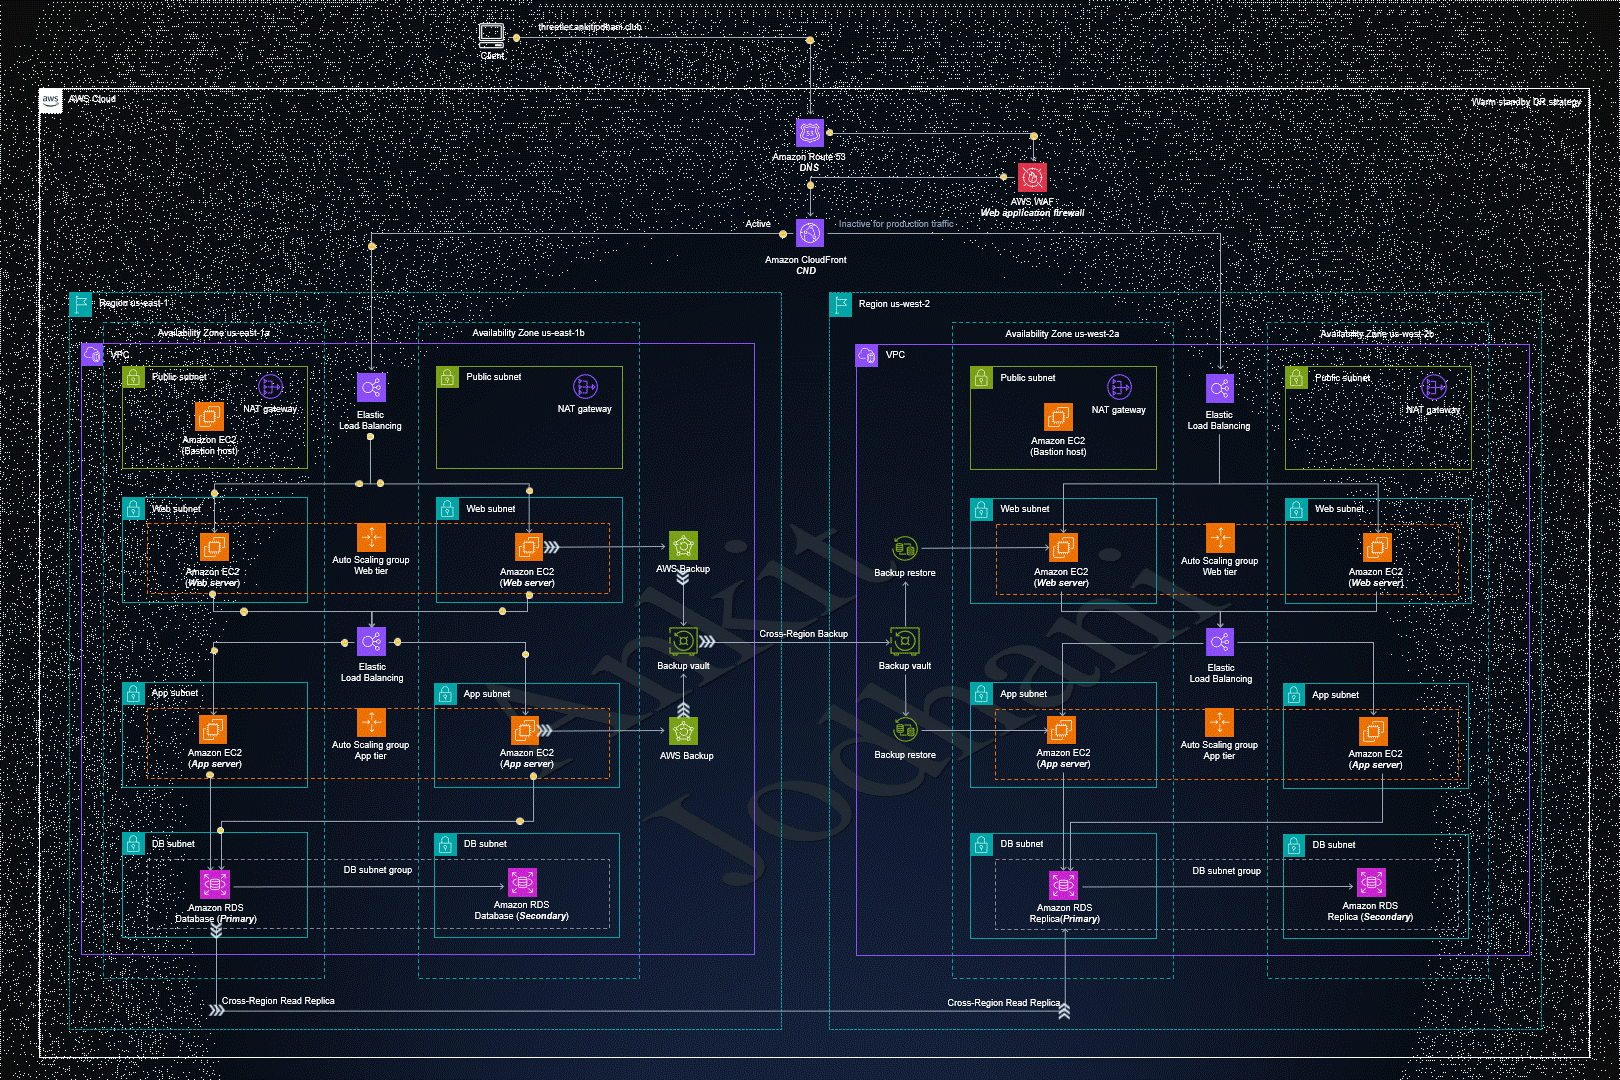 threetier.ankitjodhani.club
Client
aws
AWS Cloud
Warm standby DR strategy
53
Amazon Route 53
DNS
AWS WAF
Web application firewall
Active
Inactive for production traffic
Amazon CloudFront
CND
Region us-east-1
Availability Zone us-east-1a
Availability Zone us-east-1b
VPC
Public subnet
NAT gateway
Amazon EC2
(Bastion host)
Elastic
Load Balancing
Public subnet
NAT gateway
Web subnet
Amazon EC2
(Web server)
Auto Scaling group
Web tier
Web subnet
Amazon EC2
(Web server)
AWS Backup
Elastic
Load Balancing
Backup vault
Cross-Region Backup
App subnet
Amazon EC2
(App server)
Auto Scaling group
App tier
App subnet
Amazon EC2
(App server)
AWS Backup
DB subnet
Amazon RDS
Database (Primary)
DB subnet group
DB subnet
Amazon RDS
Database (Secondary)
Cross-Region Read Replica
Region us-west-2
Availability Zone us-west-2a
Availability Zone us-west-2b
VPC
Public subnet
NAT gateway
Amazon EC2
(Bastion host)
Elastic
Load Balancing
Public subnet
NAT gateway
Backup restore
Web subnet
Amazon EC2
(Web server)
Auto Scaling group
Web tier
Web subnet
Amazon EC2
(Web server)
Backup vault
Elastic
Load Balancing
Backup restore
App subnet
Amazon EC2
(App server)
Auto Scaling group
App tier
App subnet
Amazon EC2
(App server)
DB subnet
Amazon RDS
Replica(Primary)
DB subnet group
DB subnet
Amazon RDS
Replica (Secondary)
Cross-Region Read Replica
Ankit
Jodhani